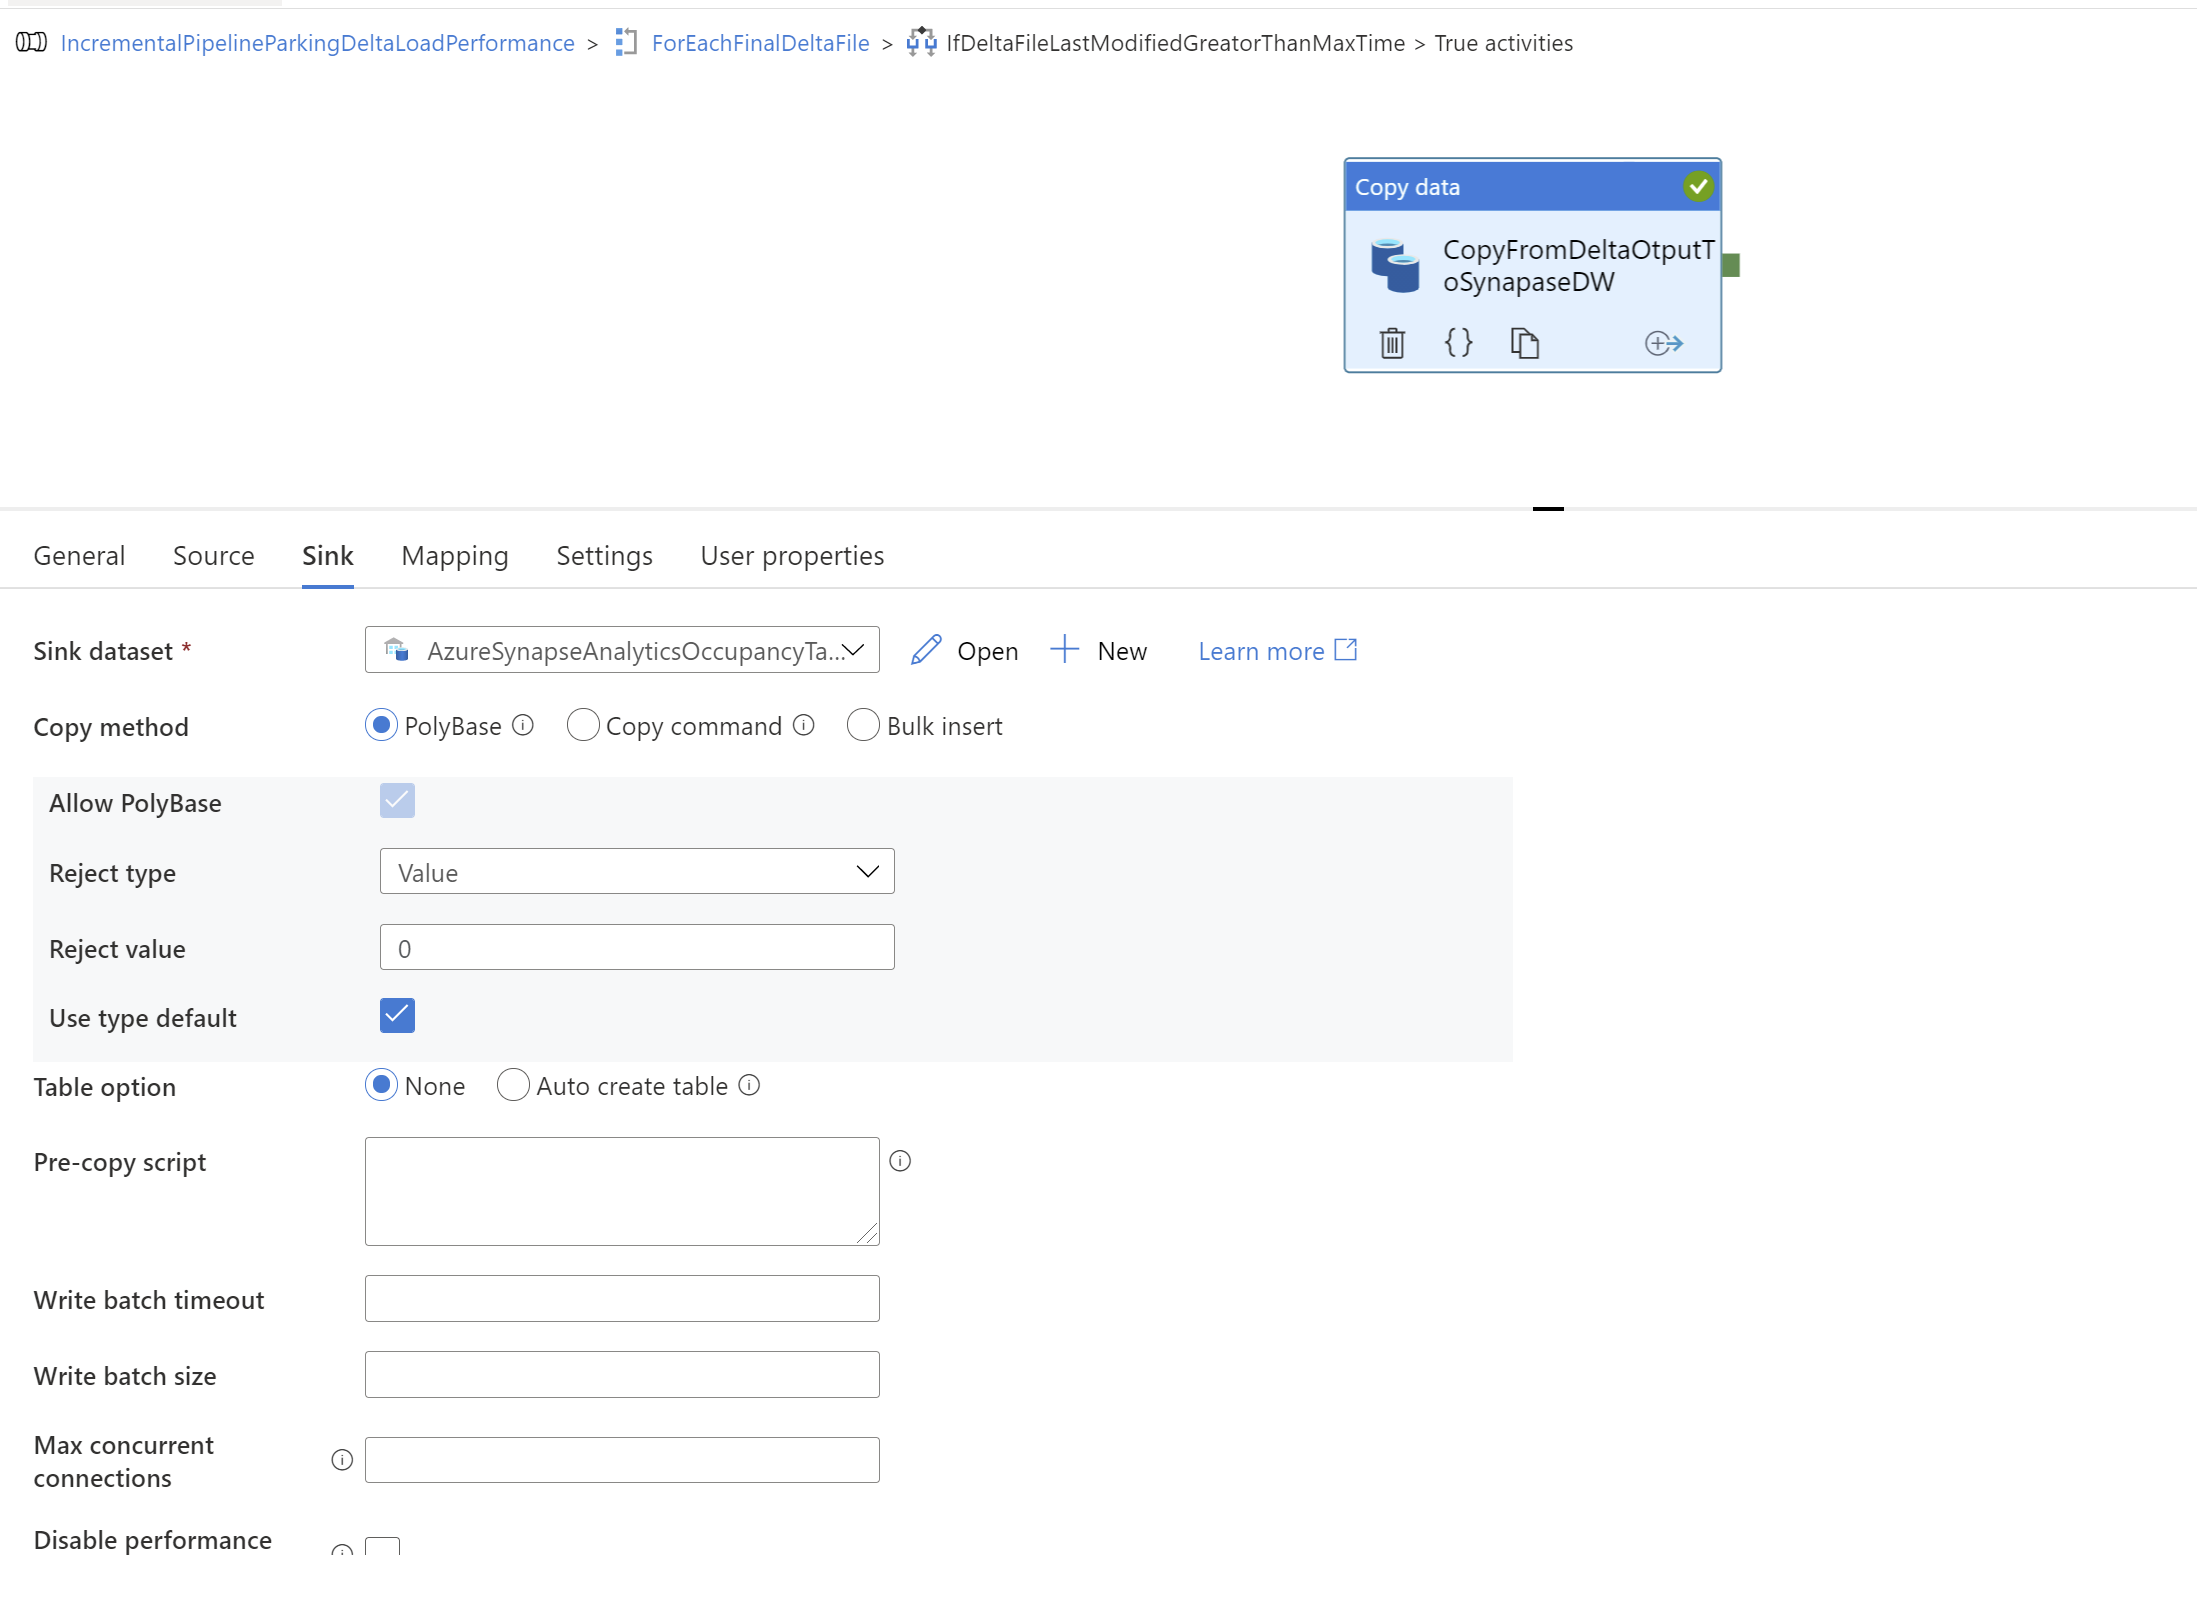 IncrementalPipelineParkingDeltaLoadPerformance > ForEachFinalDeltaFile > IfDeltaFileLastModifiedGreatorThanMaxTime > True activities
Copy data
CopyFromDeltaOtputT
oSynapaseDW
General Source Sink Mapping Settings User properties
Sink dataset * AzureSynapseAnalyticsOccupancyTa... Open New Learn more
Copy method PolyBase Copy command Bulk insert
Allow PolyBase
Reject type Value
Reject value 0
Use type default
Table option None Auto create table
Pre-copy script
Write batch timeout
Write batch size
Max concurrent
connections
Disable performance